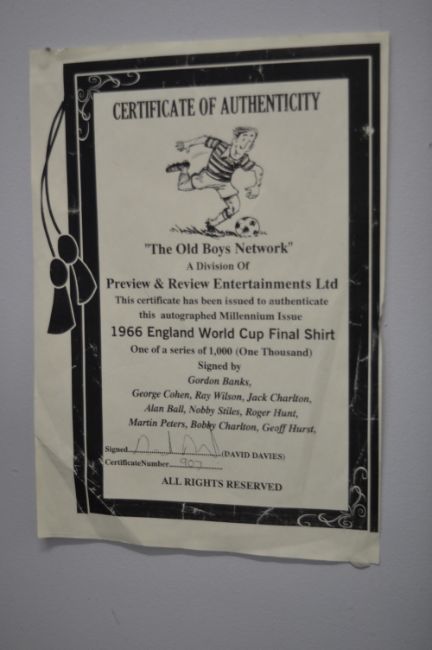 CERTIFICATE OF AUTHENTICITY
"The Old Boys Network"
A Division Of
Preview & Review Entertainments Ltd
This certificate has been issued to authenticate
this autographed Millennium Issue
1966 England World Cup Final Shirt
One of a series of 1,000 (One Thousand)
Signed by
Gordon Banks,
George Cohen, Ray Wilson, Jack Charlton,
Alan Ball, Nobby Stiles, Roger Hunt,
Martin Peters, Bobby Charlton, Geoff Hurst,
Signed (DAVID DAVIES)
Certificate Number 907
ALL RIGHTS RESERVED